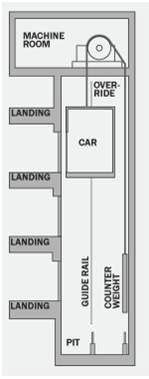 MACHINE
ROOM
OVER-
RIDE
LANDING
CAR
LANDING
LANDING
GUIDE RAIL
COUNTER
WEIGHT
LANDING
PIT